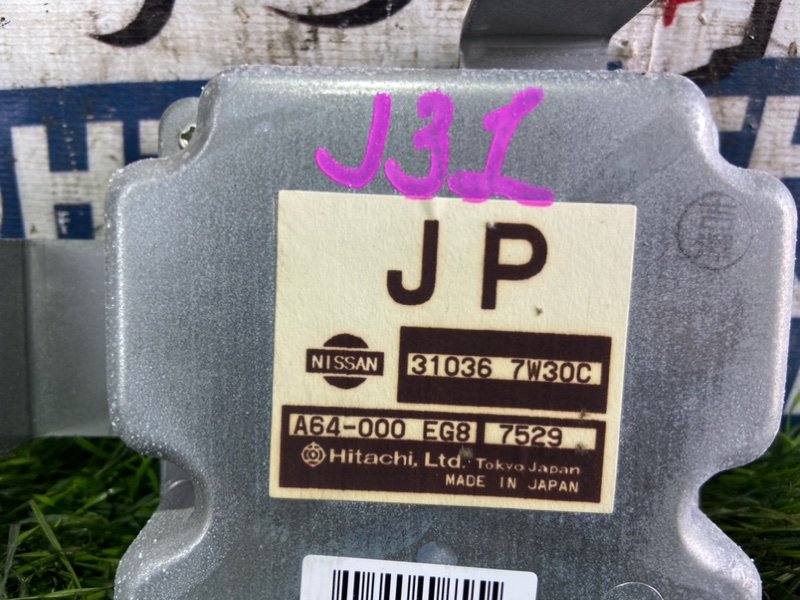 J31
JP
NISSAN 31036 7W30C
A64-000 EG8 7529
Hitachi, Ltd. Tokyo Japan
MADE IN JAPAN